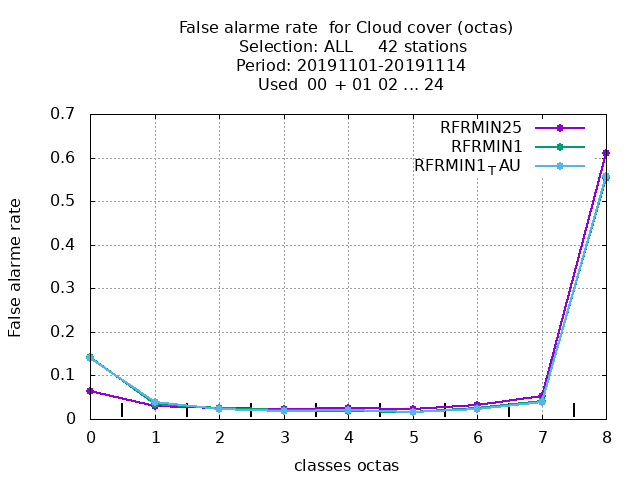 False alarme rate  for Cloud cover (octas)
Selection: ALL     42 stations
Period: 20191101-20191114
Used  00 + 01 02 ... 24
RFRMIN25
RFRMIN1
RFRMIN1TAU
False alarme rate
0.7
0.6
0.5
0.4
0.3
0.2
0.1
0
0 1 2 3 4 5 6 7 8
classes octas